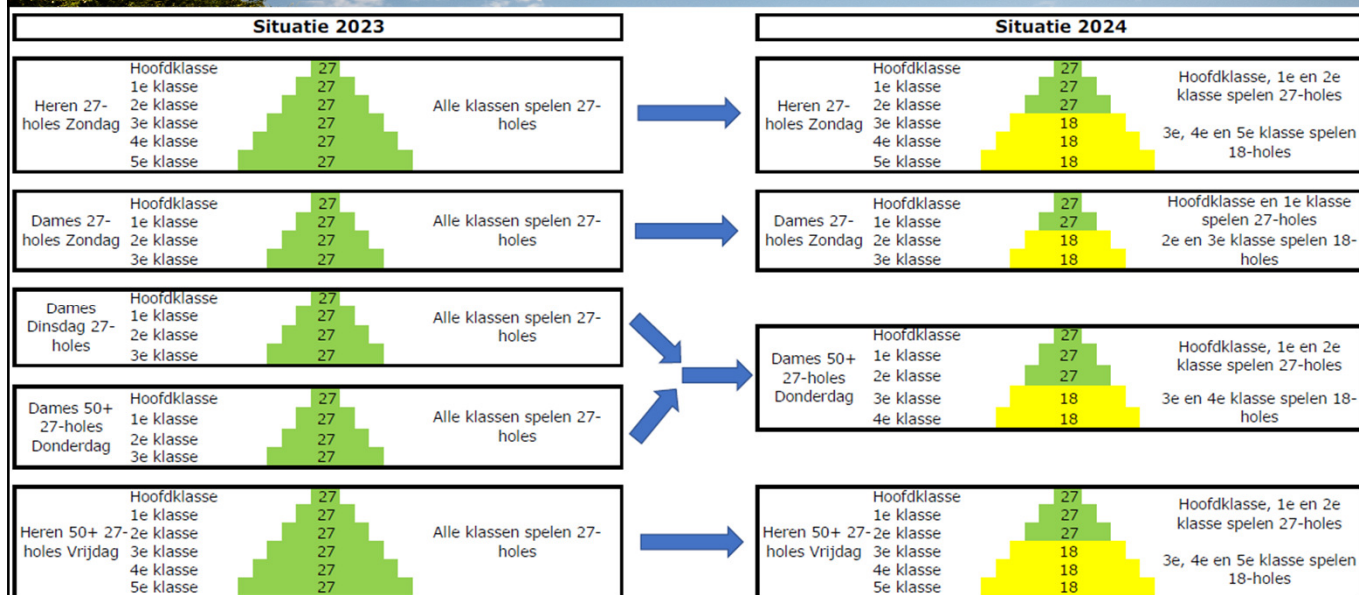 Situatie 2023
Situatie 2024
Heren 27-
holes Zondag
Hoofdklasse 27
1e klasse 27
2e klasse 27
3e klasse 27
4e klasse 27
5e klasse 27
Alle klassen spelen 27-
holes
Heren 27-
holes Zondag
Hoofdklasse 27
1e klasse 27
2e klasse 27
3e klasse 18
4e klasse 18
5e klasse 18
Hoofdklasse, 1e en 2e
klasse spelen 27-holes
3e, 4e en 5e klasse spelen
18-holes
Dames 27-
holes Zondag
Hoofdklasse 27
1e klasse 27
2e klasse 27
3e klasse 27
Alle klassen spelen 27-
holes
Dames 27-
holes Zondag
Hoofdklasse 27
1e klasse 27
2e klasse 18
3e klasse 18
Hoofdklasse en 1e klasse
spelen 27-holes
2e en 3e klasse spelen 18-
holes
Dames
Dinsdag 27-
holes
Hoofdklasse 27
1e klasse 27
2e klasse 27
3e klasse 27
Alle klassen spelen 27-
holes
Dames 50+
27-holes
Donderdag
Hoofdklasse 27
1e klasse 27
2e klasse 27
3e klasse 27
Alle klassen spelen 27-
holes
Dames 50+
27-holes
Donderdag
Hoofdklasse 27
1e klasse 27
2e klasse 27
3e klasse 18
4e klasse 18
Hoofdklasse, 1e en 2e
klasse spelen 27-holes
3e en 4e klasse spelen 18-
holes
Heren 50+ 27-
holes Vrijdag
Hoofdklasse 27
1e klasse 27
2e klasse 27
3e klasse 27
4e klasse 27
5e klasse 27
Alle klassen spelen 27-
holes
Heren 50+ 27-
holes Vrijdag
Hoofdklasse 27
1e klasse 27
2e klasse 27
3e klasse 18
4e klasse 18
5e klasse 18
Hoofdklasse, 1e en 2e
klasse spelen 27-holes
3e, 4e en 5e klasse spelen
18-holes